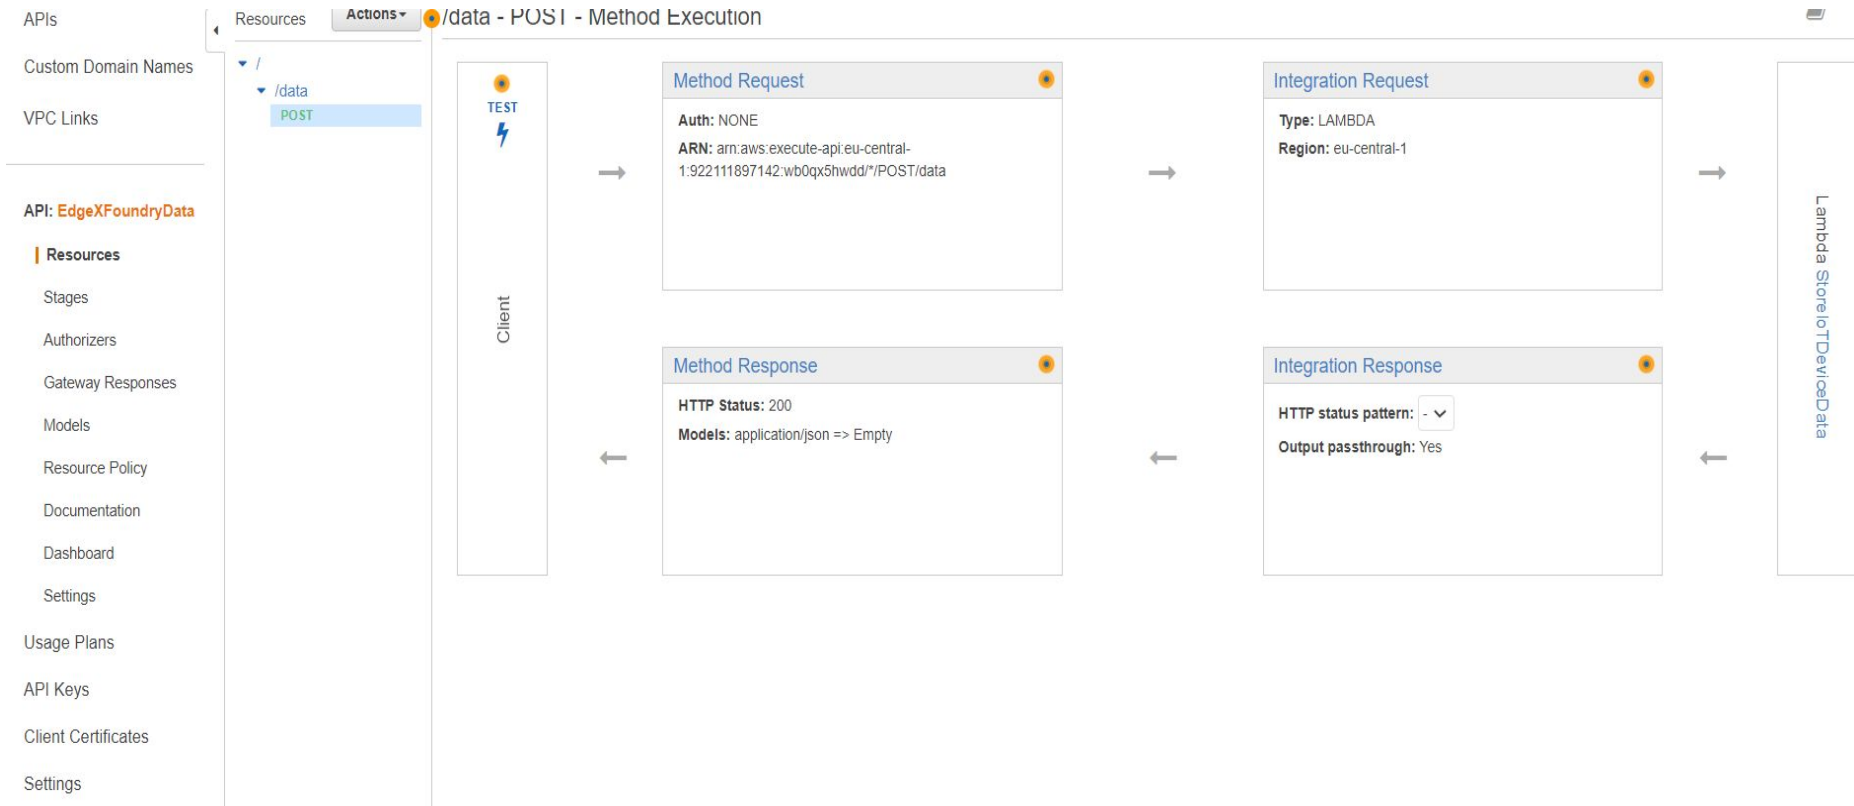 APIs
Custom Domain Names
VPC Links
API: EdgeXFoundryData
Resources
Stages
Authorizers
Gateway Responses
Models
Resource Policy
Documentation
Dashboard
Settings
Usage Plans
API Keys
Client Certificates
Settings
Resources
Actions
/
/data
POST
/data - POST - Method Execution
TEST
Client
Method Request
Auth: NONE
ARN: arn:aws:execute-api:eu-central-
1:922111897142:wb0qx5hwdd/*/POST/data
Integration Request
Type: LAMBDA
Region: eu-central-1
Method Response
HTTP Status: 200
Models: application/json => Empty
Integration Response
HTTP status pattern: -
Output passthrough: Yes
Lambda StoreIoTDeviceData